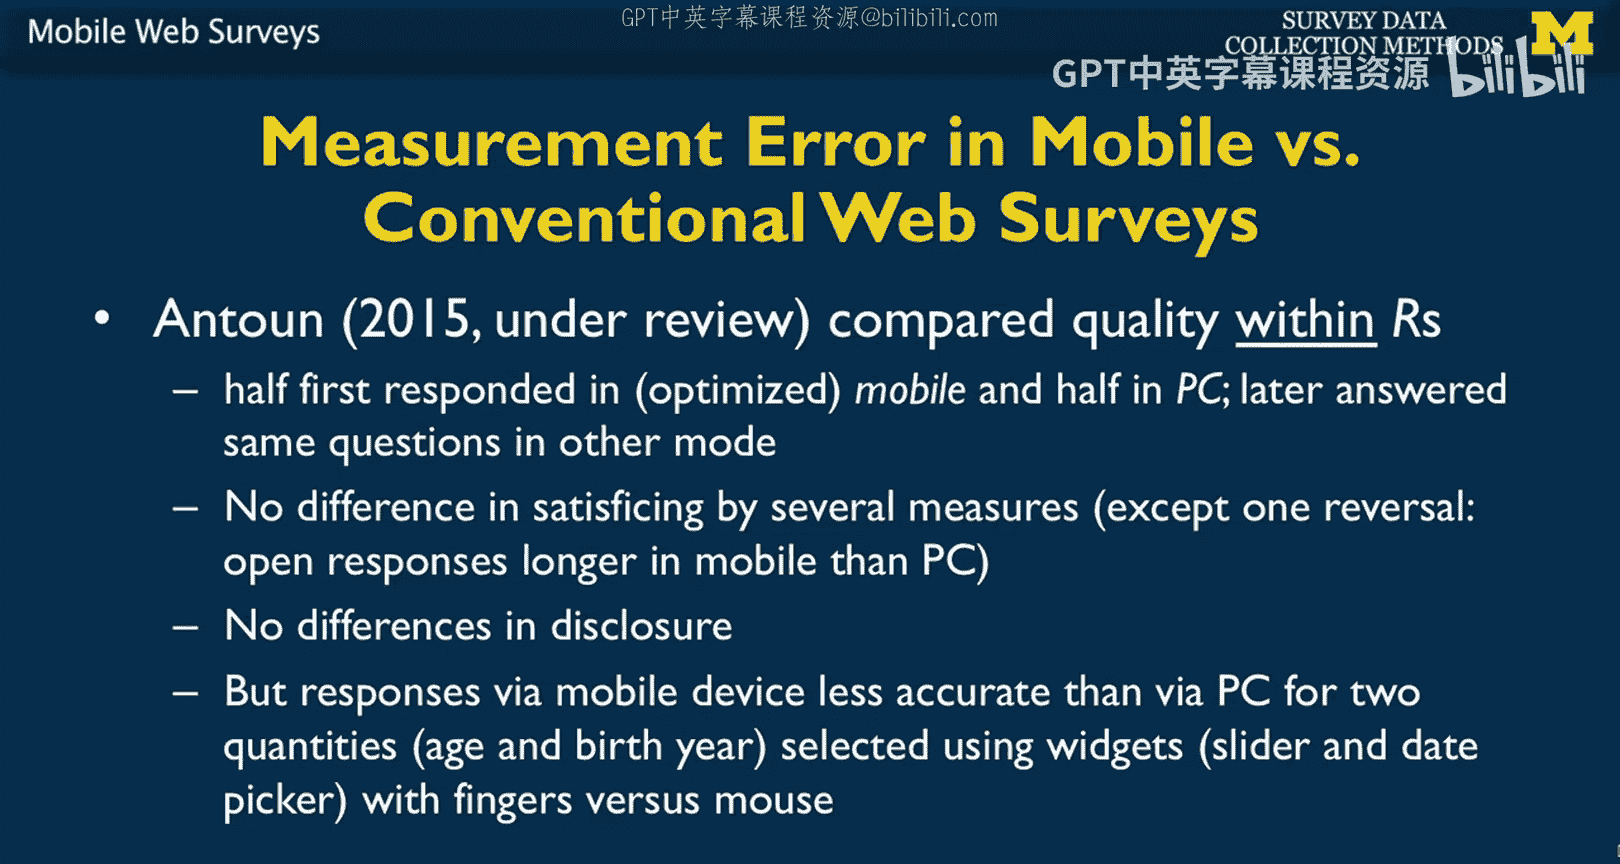 Mobile Web Surveys
GPT中英字幕课程资源@bilibili.com
SURVEY DATA
COLLECTION METHODS
M
GPT中英字幕课程资源 bilibili
Measurement Error in Mobile vs.
Conventional Web Surveys
• Antoun (2015, under review) compared quality within Rs
– half first responded in (optimized) mobile and half in PC; later answered
same questions in other mode
– No difference in satisficing by several measures (except one reversal:
open responses longer in mobile than PC)
– No differences in disclosure
– But responses via mobile device less accurate than via PC for two
quantities (age and birth year) selected using widgets (slider and date
picker) with fingers versus mouse